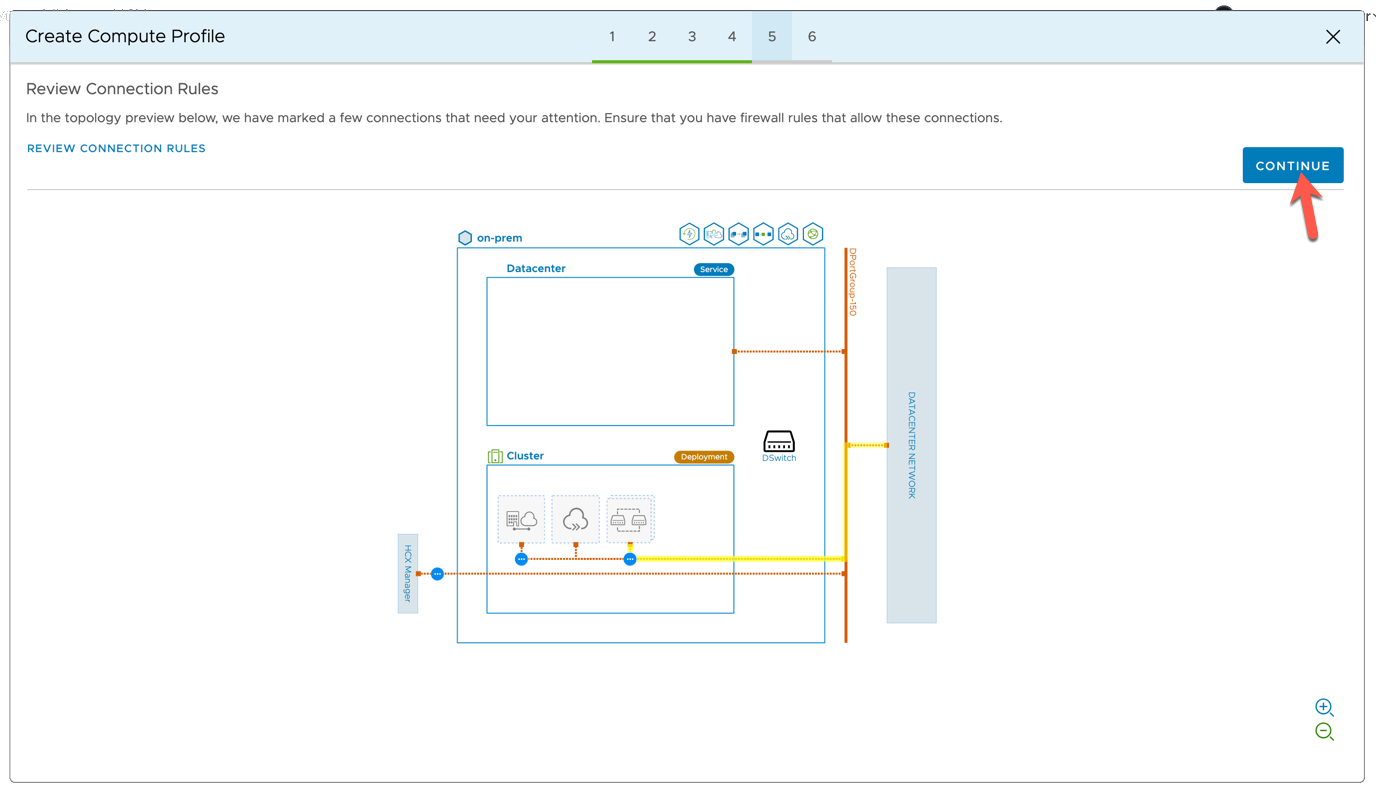 Create Compute Profile
1 2 3 4 5 6
Review Connection Rules
In the topology preview below, we have marked a few connections that need your attention. Ensure that you have firewall rules that allow these connections.
REVIEW CONNECTION RULES
CONTINUE
on-prem
Datacenter
Service
DPortGroup-150
DATACENTER NETWORK
DSwitch
Cluster
Deployment
HCX Manager